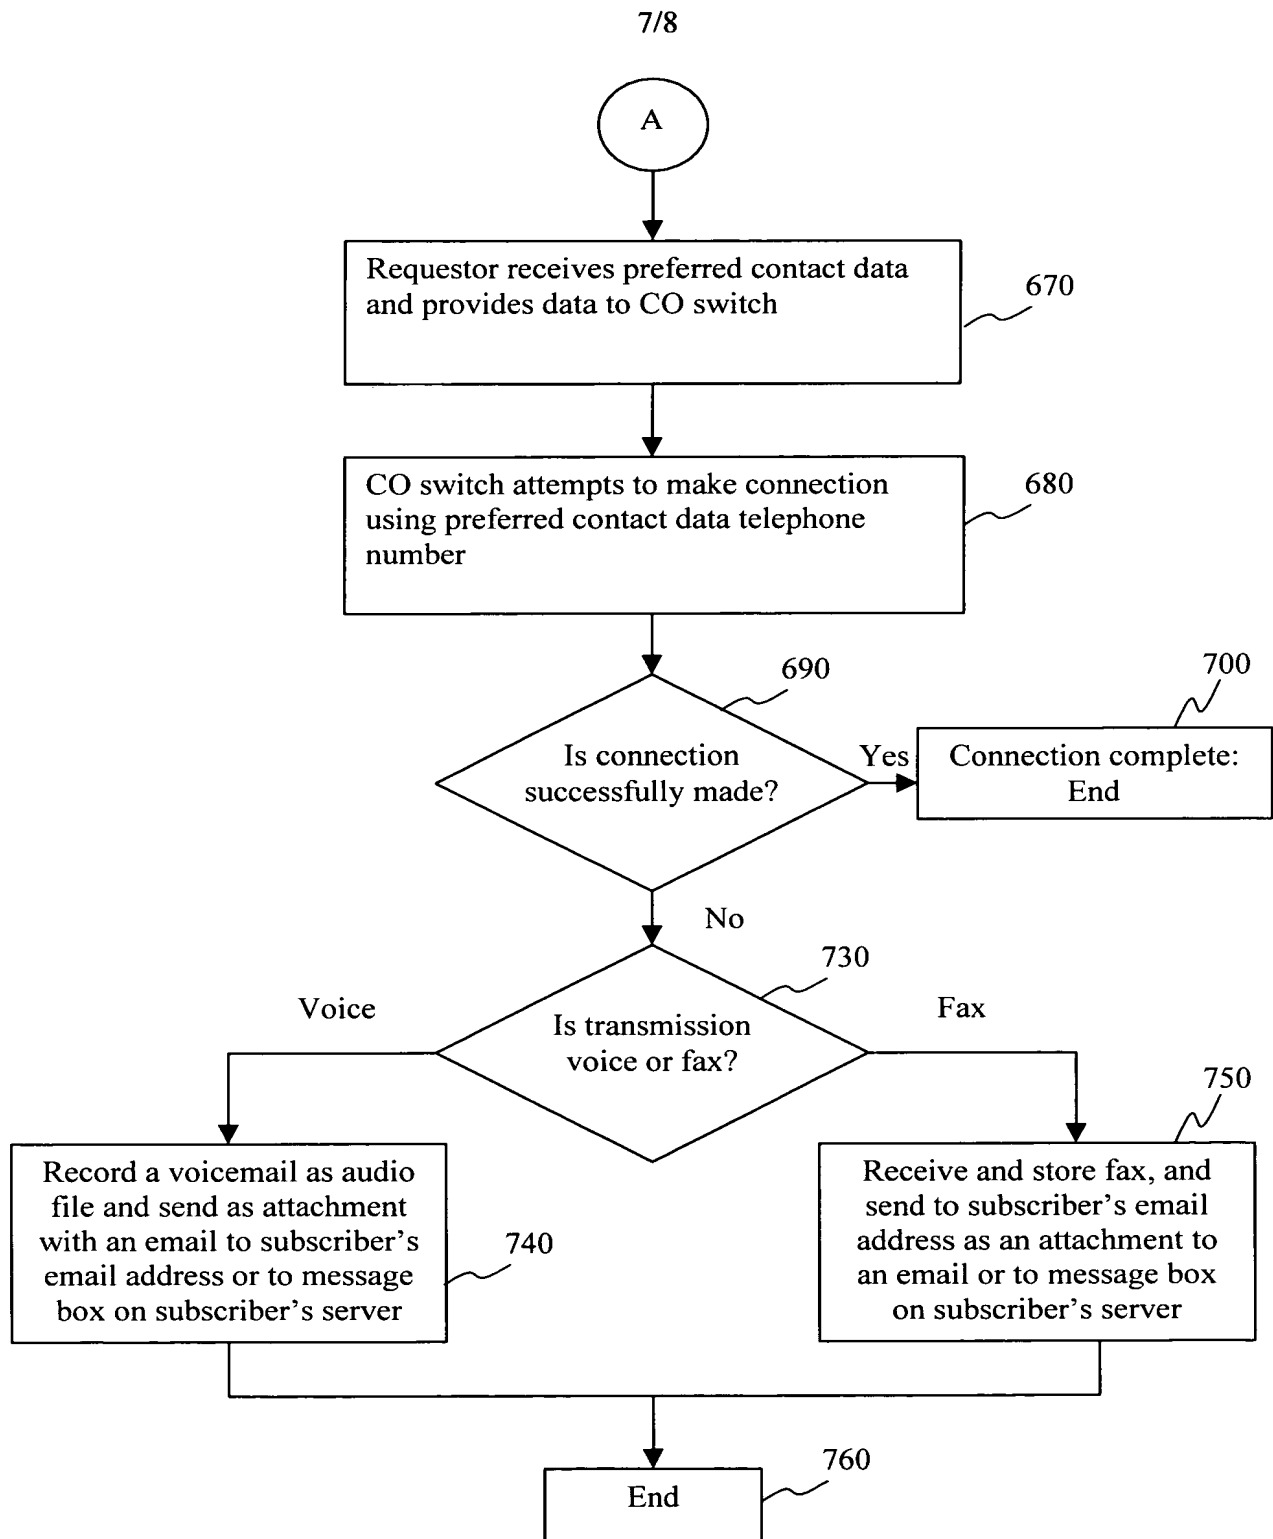 7/8
A
Requestor receives preferred contact data
and provides data to CO switch
670
CO switch attempts to make connection
using preferred contact data telephone
number
680
690
700
Is connection
successfully made?
Yes
Connection complete:
End
No
730
Voice
Fax
Is transmission
voice or fax?
750
Record a voicemail as audio
file and send as attachment
with an email to subscriber's
email address or to message
box on subscriber's server
740
Receive and store fax, and
send to subscriber's email
address as an attachment to
an email or to message box
on subscriber's server
760
End